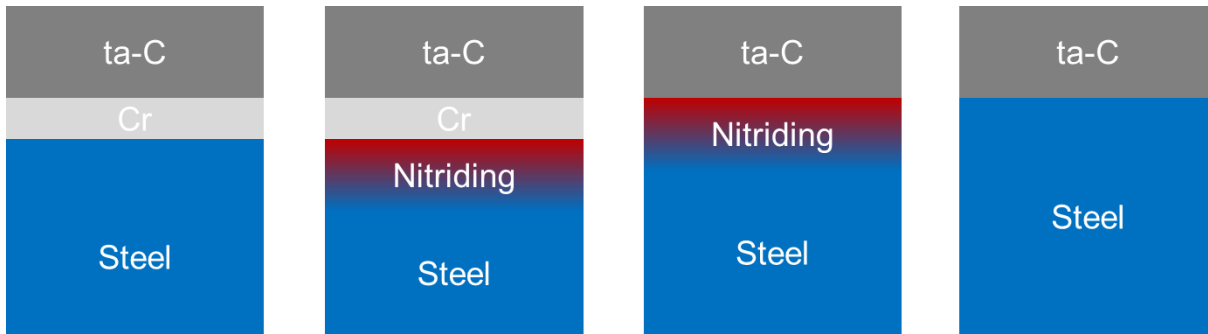 ta-C
Cr
Steel
ta-C
Cr
Nitriding
Steel
ta-C
Nitriding
Steel
ta-C
Steel